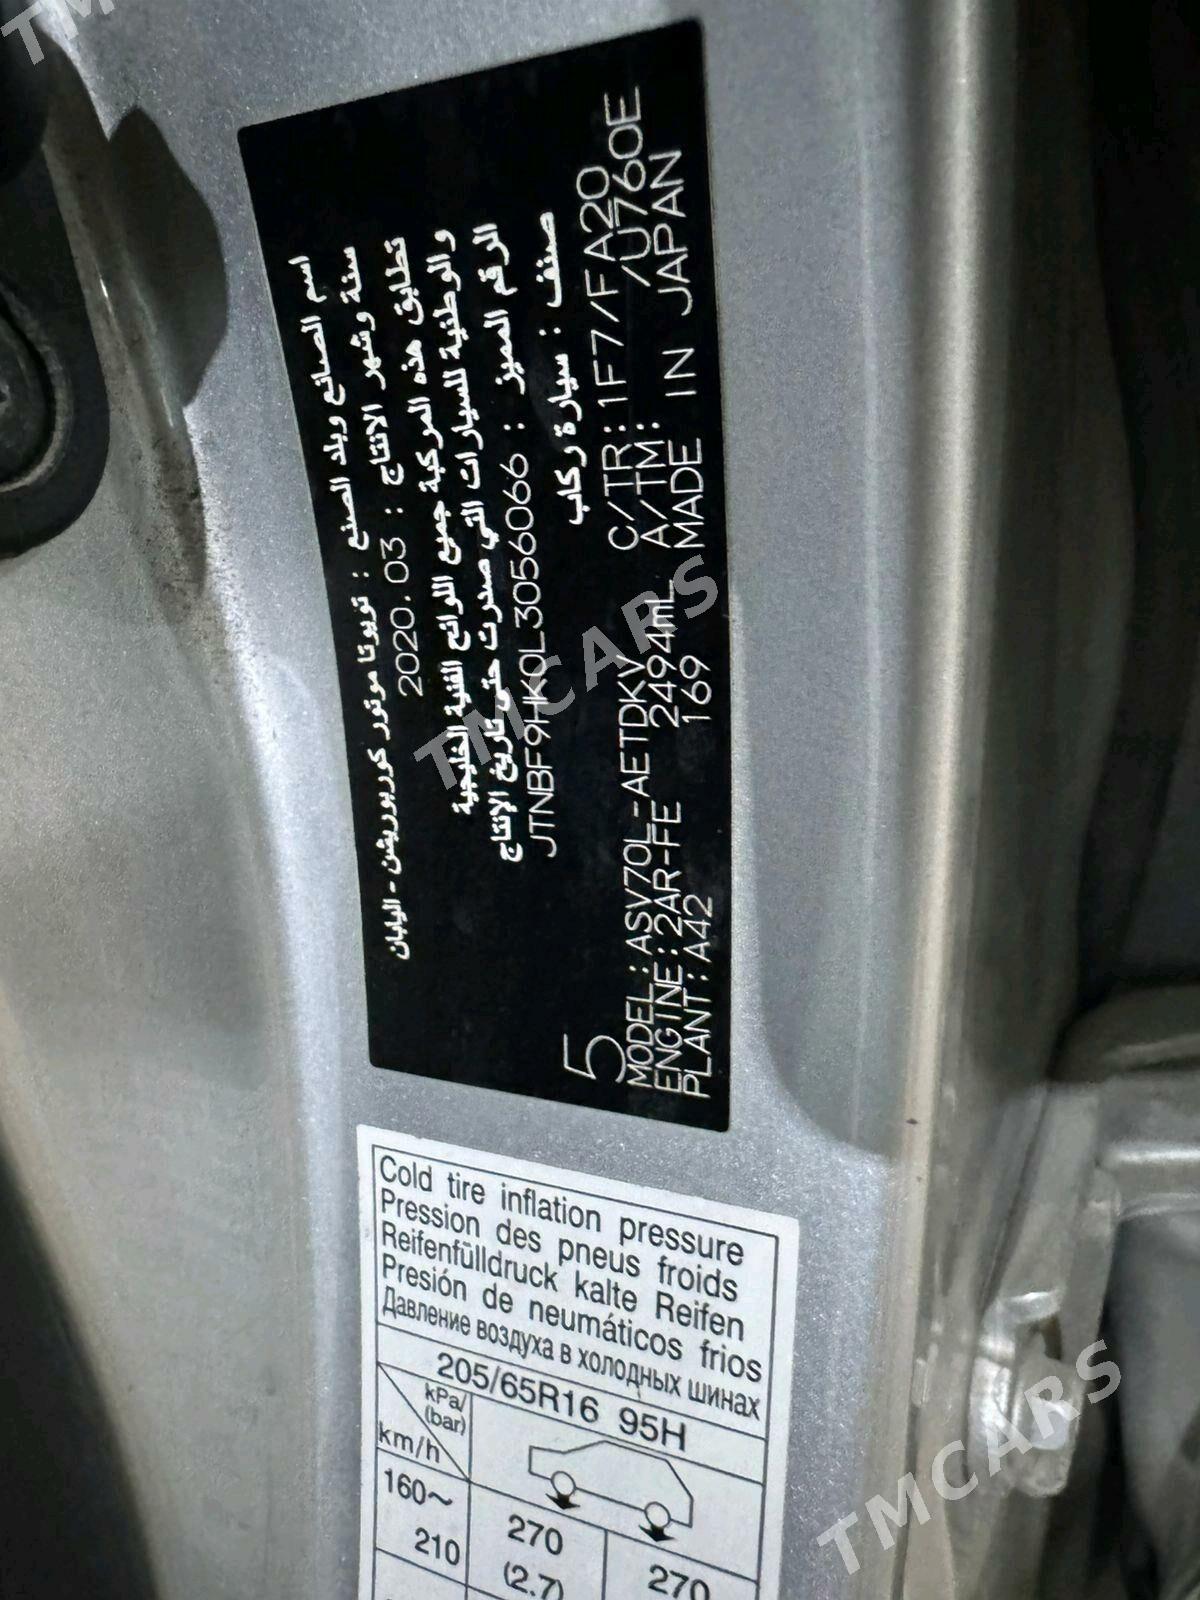 اسم الصانع وبلد الصنع : تويوتا موتور كوربوريشن - اليابان
سنة وشهر الانتاج : 2020.03
تطابق هذه المركبة جميع اللوائح الفنية الخليجية
والوطنية للسيارات التي صدرت حتى تاريخ الإنتاج
الرقم المميز : JTNBF9HK0L3056066
صنف : سيارة ركاب
5
MODEL : ASV70L-AETDKV C/TR: 1F7/FA20
ENGINE: 2AR-FE 2494mL A/TM: /U760E
PLANT: A42 169 MADE IN JAPAN
Cold tire inflation pressure
Pression des pneus froids
Reifenfülldruck kalte Reifen
Presión de neumáticos frios
Давление воздуха в холодных шинах
205/65R16 95H
kPa/
(bar)
km/h
160~
210
270
(2.7)
270
TMCARS
TMCARS